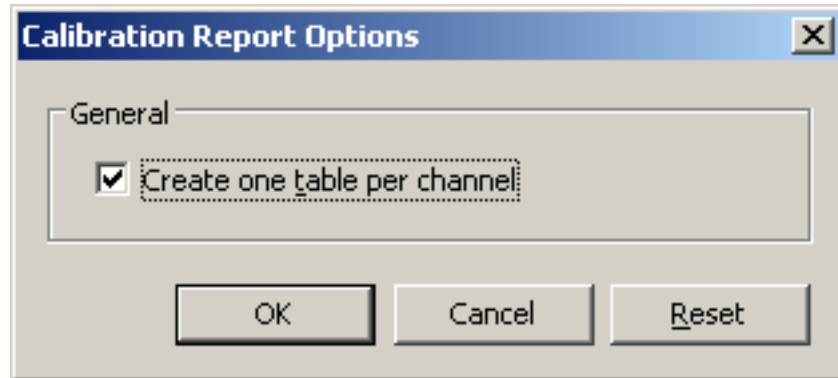 Calibration Report Options
General
Create one table per channel
OK Cancel Reset